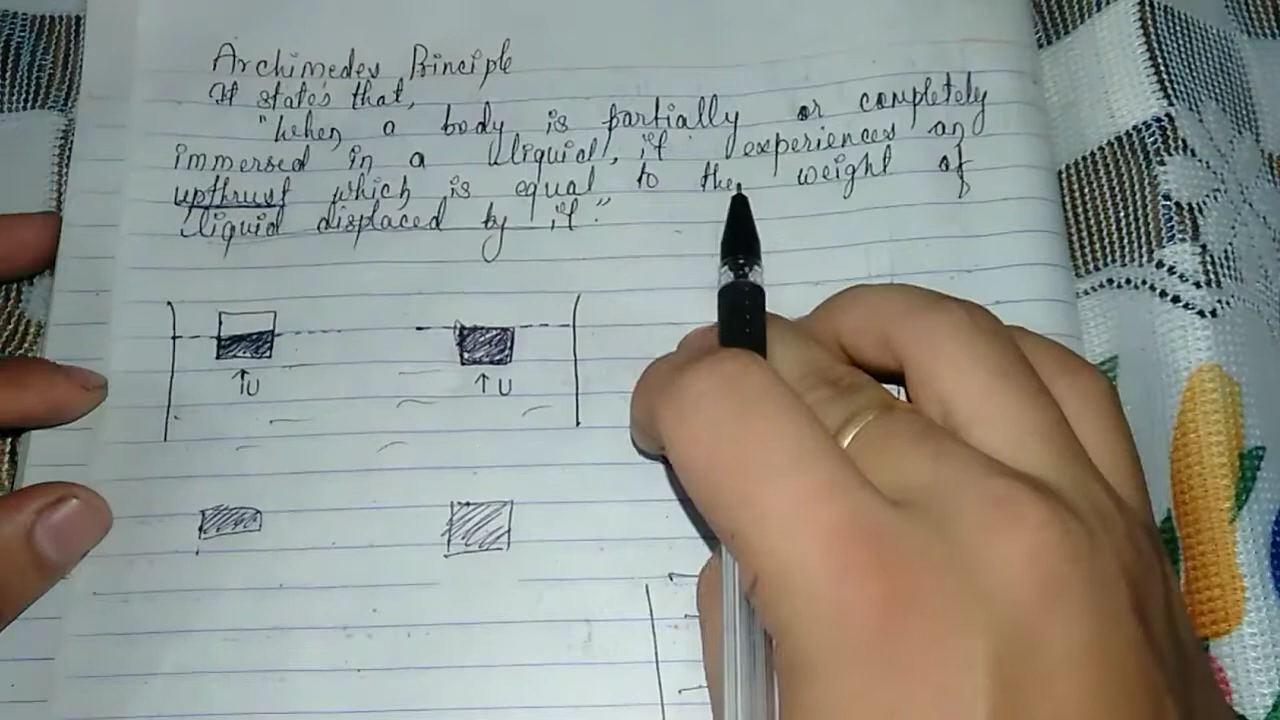 Archimedes Principle
It states that,
"When a body is partially or completely
immersed in a liquid, it experiences an
upthrust which is equal to the weight of
liquid displaced by it."
↑U ↑U